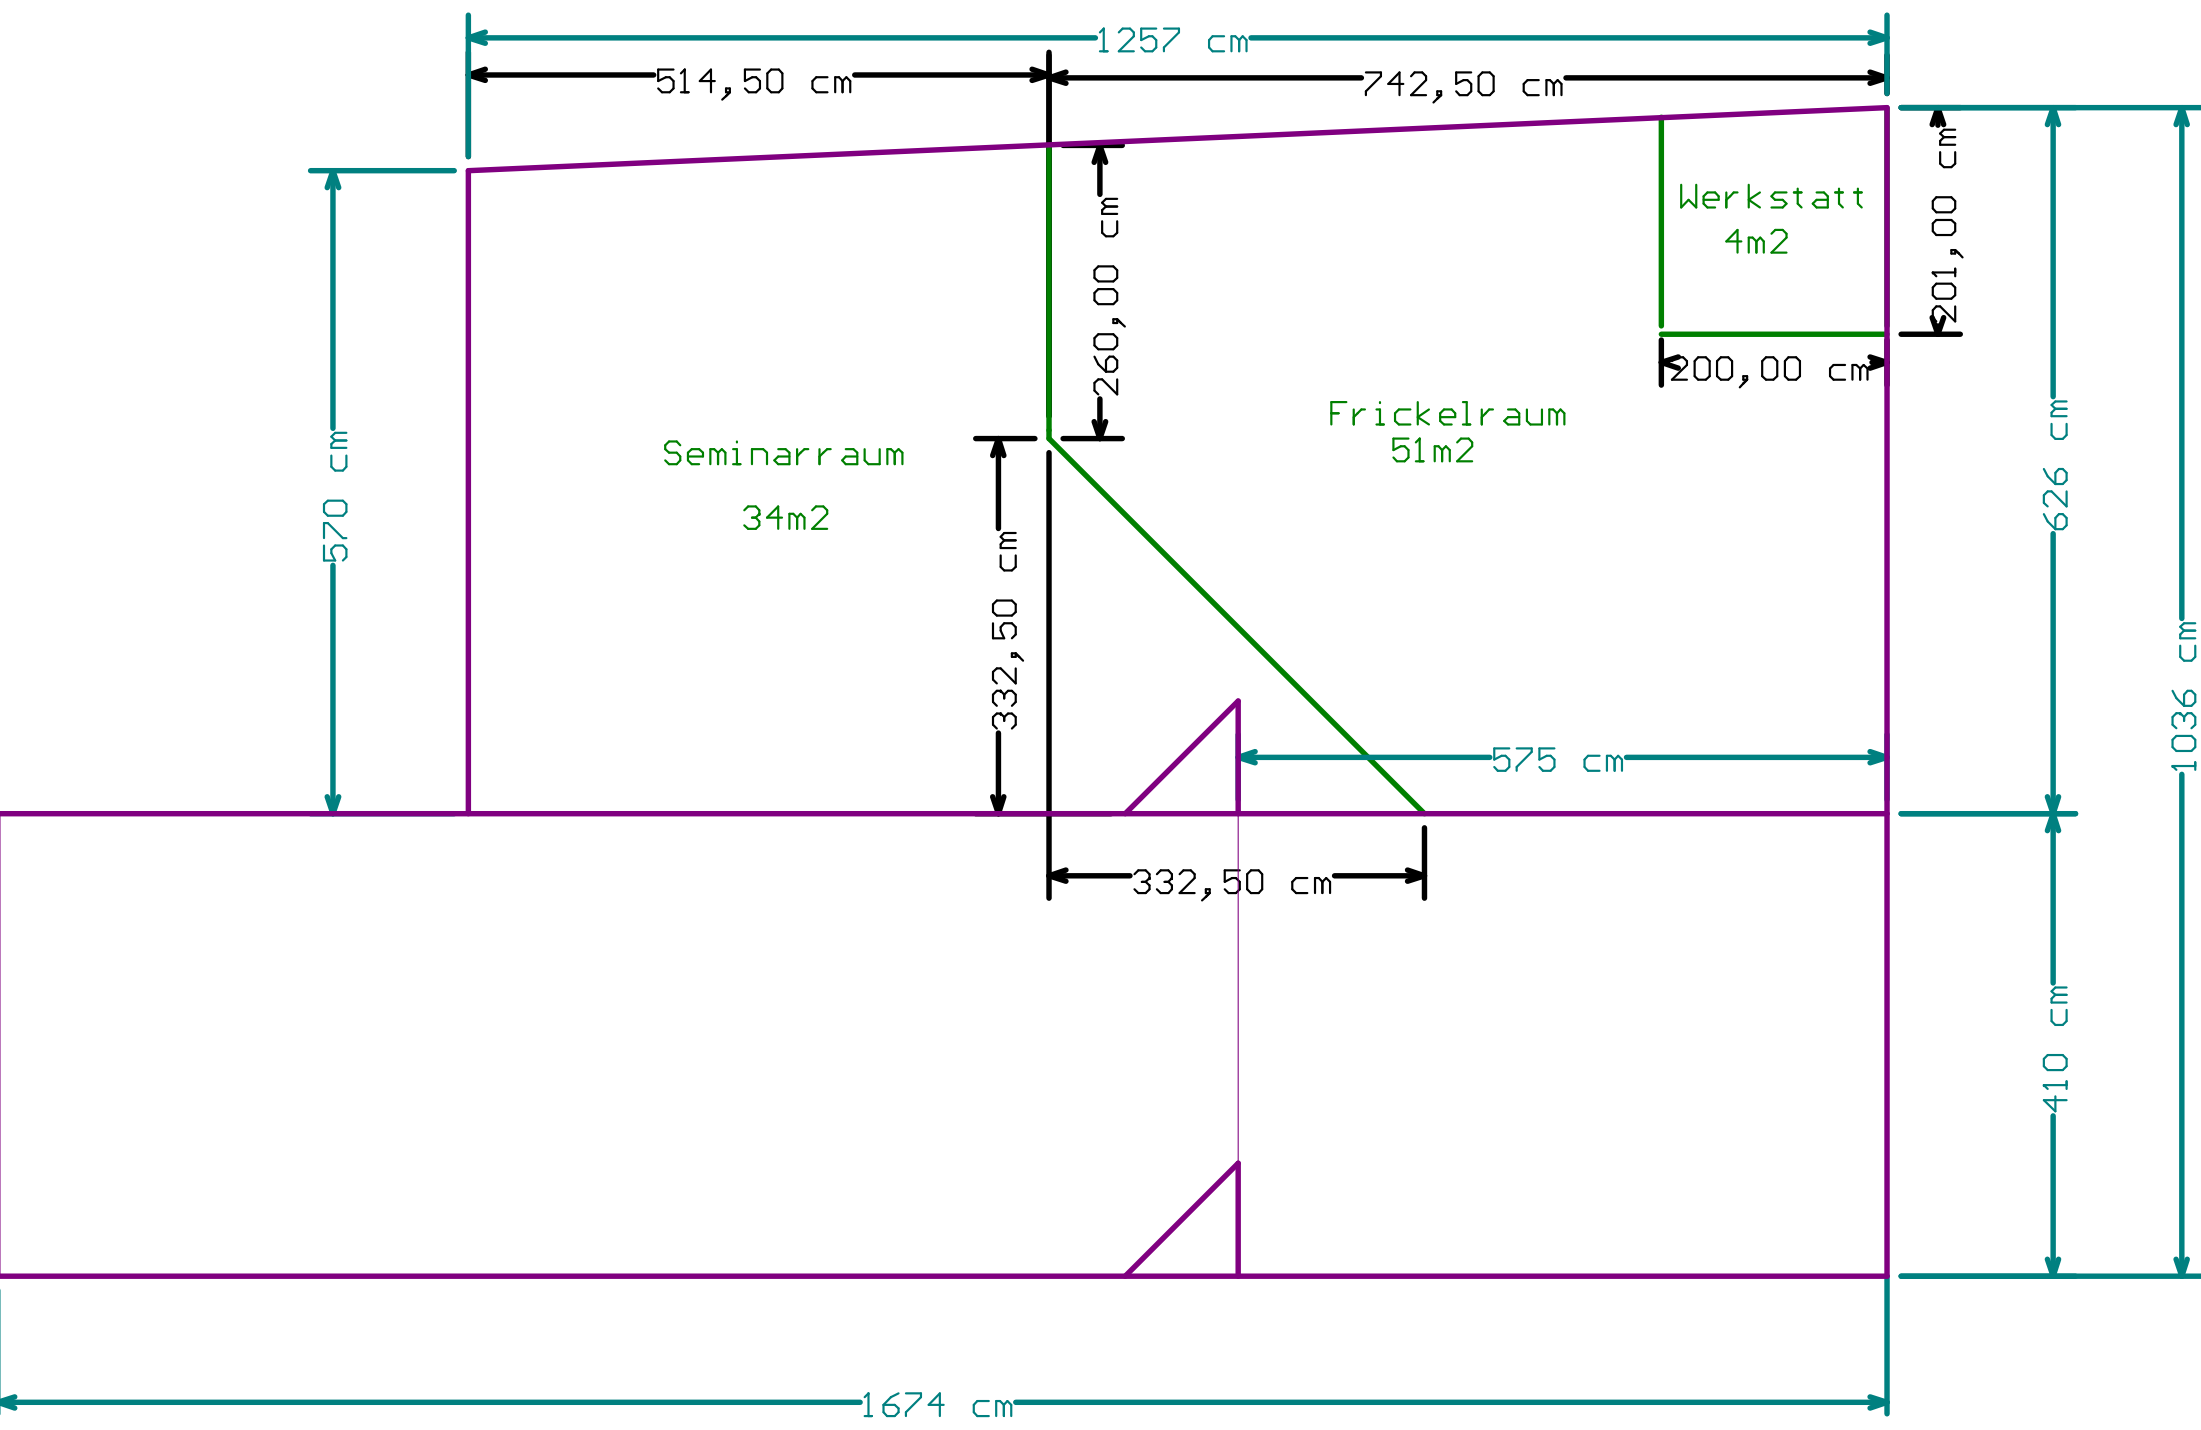 1257 cm
514,50 cm
742,50 cm
Werkstatt
4m2
201,00 cm
260,00 cm
200,00 cm
Frickelraum
51m2
Seminarraum
34m2
570 cm
626 cm
332,50 cm
1036 cm
575 cm
332,50 cm
410 cm
1674 cm